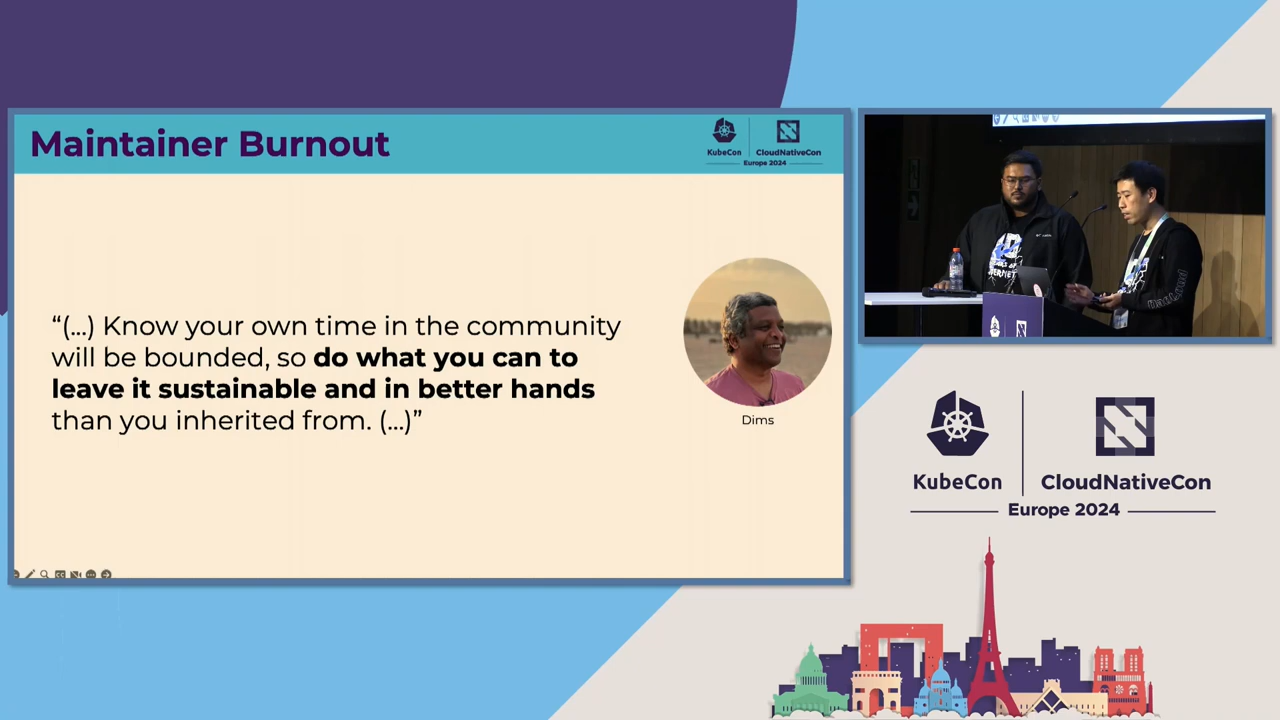 Maintainer Burnout
KubeCon
CloudNativeCon
Europe 2024
“(...) Know your own time in the community
will be bounded, so do what you can to
leave it sustainable and in better hands
than you inherited from. (...)”
Dims
KubeCon
CloudNativeCon
Europe 2024